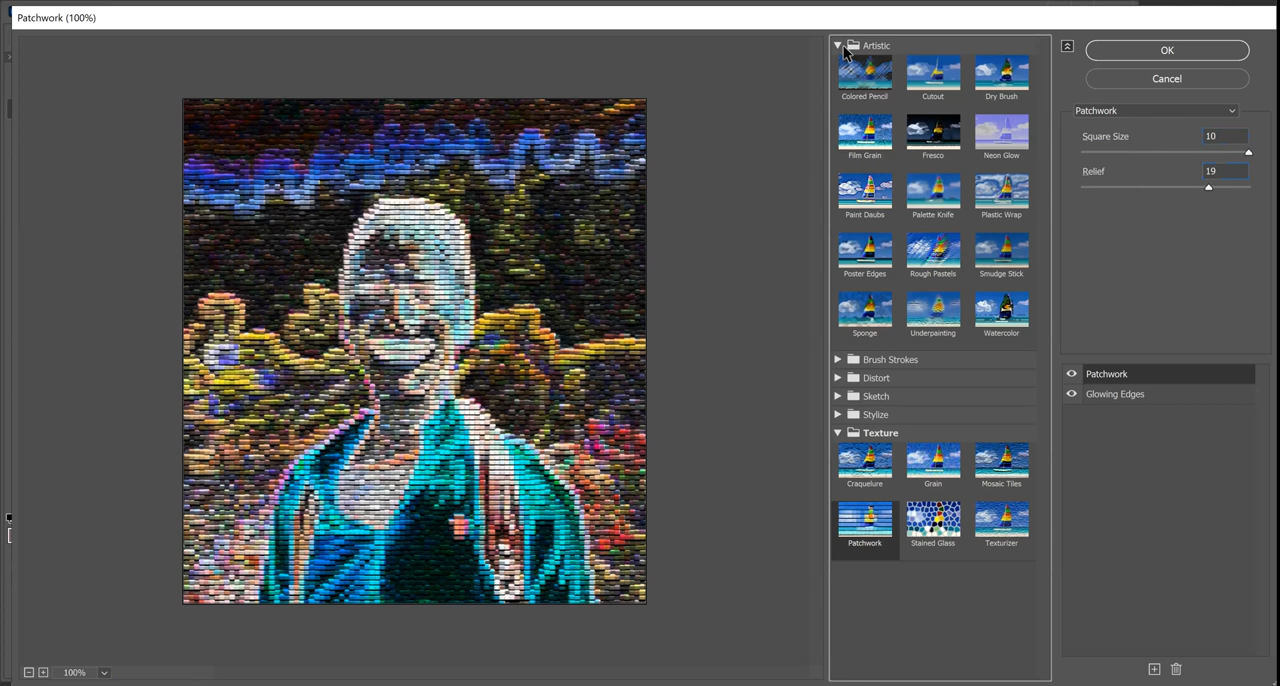 Patchwork (100%)
Artistic
Colored Pencil
Cutout
Dry Brush
Film Grain
Fresco
Neon Glow
Paint Daubs
Palette Knife
Plastic Wrap
Poster Edges
Rough Pastels
Smudge Stick
Sponge
Underpainting
Watercolor
Brush Strokes
Distort
Sketch
Stylize
Texture
Craquelure
Grain
Mosaic Tiles
Patchwork
Stained Glass
Texturizer
OK
Cancel
Patchwork
Square Size 10
Relief 19
Patchwork
Glowing Edges
100%